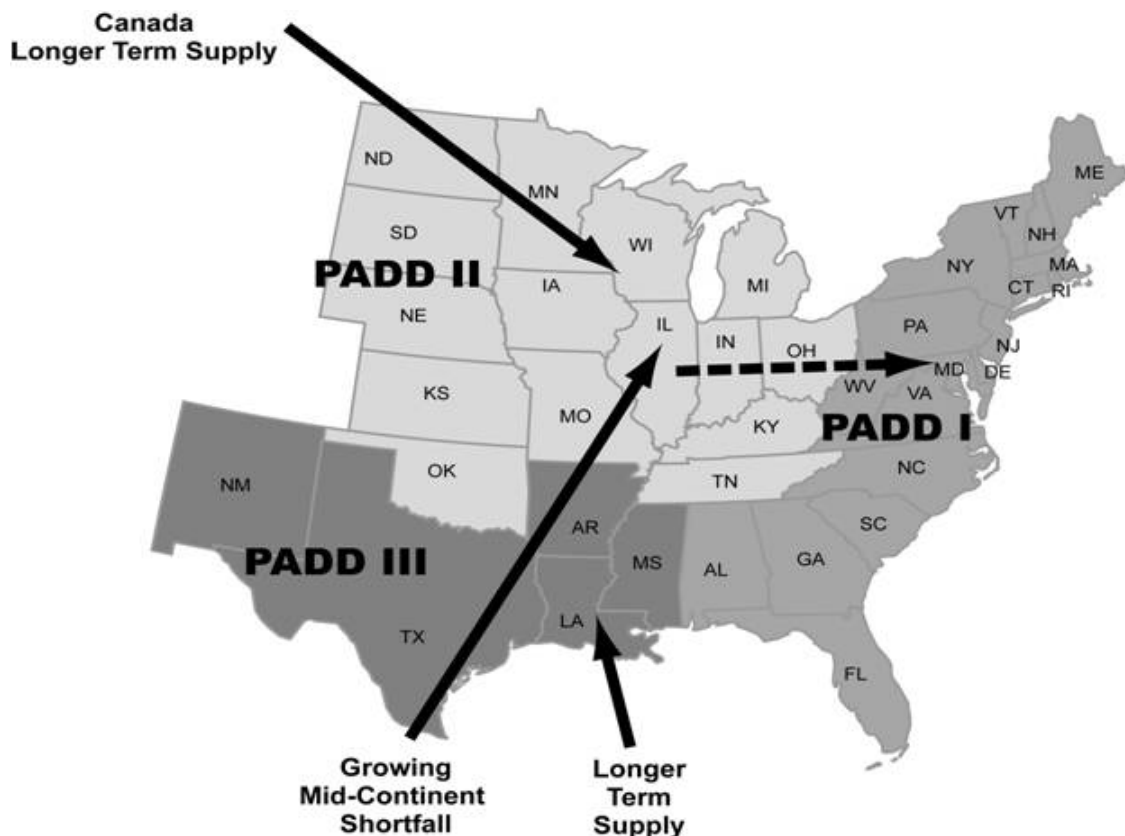 Canada
Longer Term Supply
ND
MN
ME
SD
WI
VT
NH
PADD II
MI
NY
MA
CT
RI
NE
IA
IL
IN
OH
PA
NJ
MD
DE
KS
MO
WV
VA
KY
PADD I
OK
TN
NC
NM
AR
SC
PADD III
MS
AL
GA
TX
LA
FL
Growing
Mid-Continent
Shortfall
Longer
Term
Supply